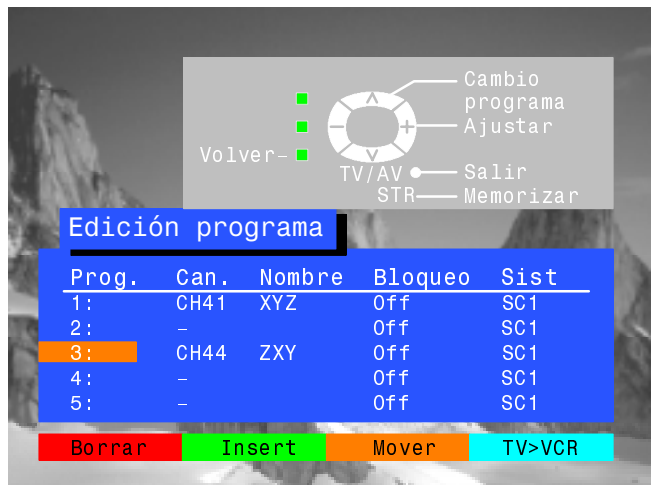 Cambio
programa
Ajustar
Volver
TV/AV Salir
STR Memorizar
Edición programa
Prog. Can. Nombre Bloqueo Sist
1: CH41 XYZ Off SC1
2: – Off SC1
3: CH44 ZXY Off SC1
4: – Off SC1
5: – Off SC1
Borrar Insert Mover TV>VCR